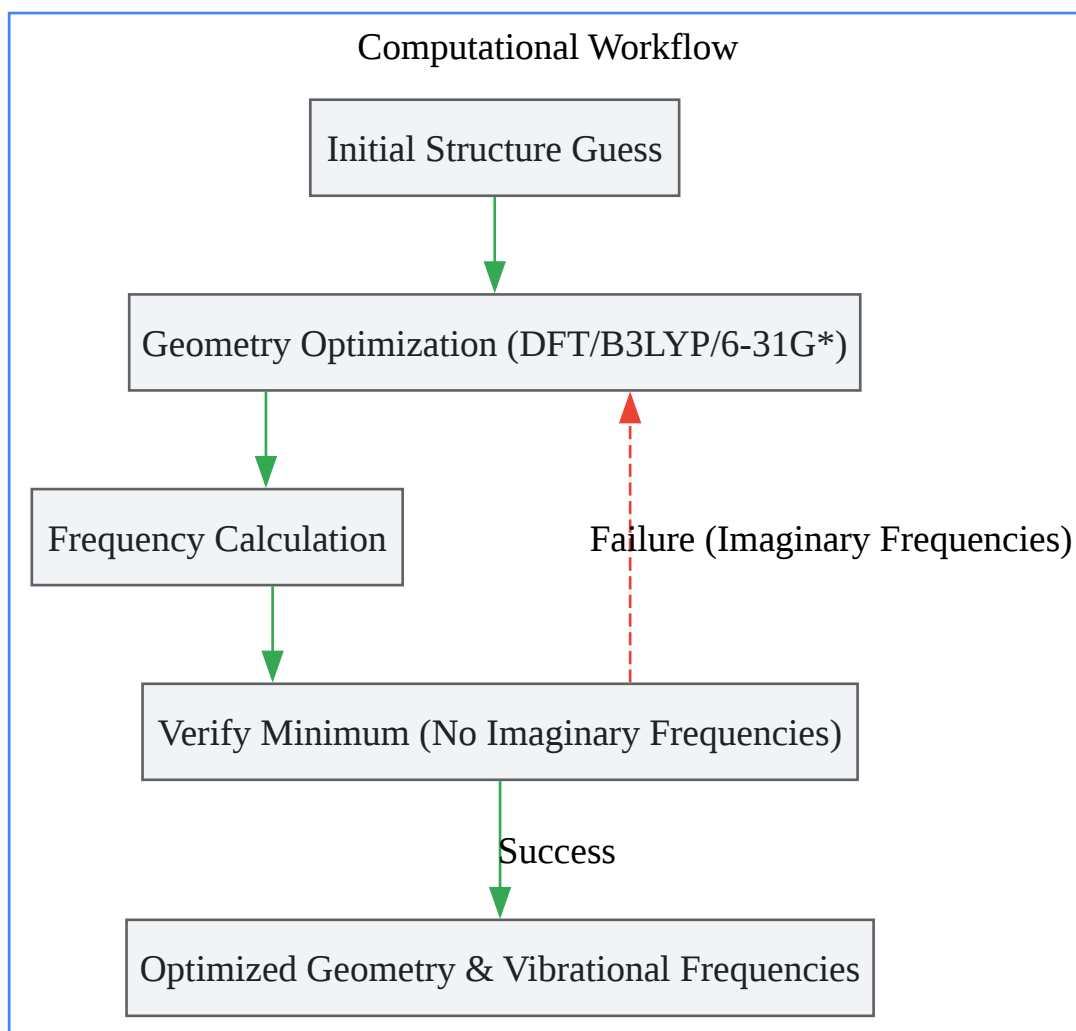 Computational Workflow
Initial Structure Guess
Geometry Optimization (DFT/B3LYP/6-31G*)
Frequency Calculation
Failure (Imaginary Frequencies)
Verify Minimum (No Imaginary Frequencies)
Success
Optimized Geometry & Vibrational Frequencies